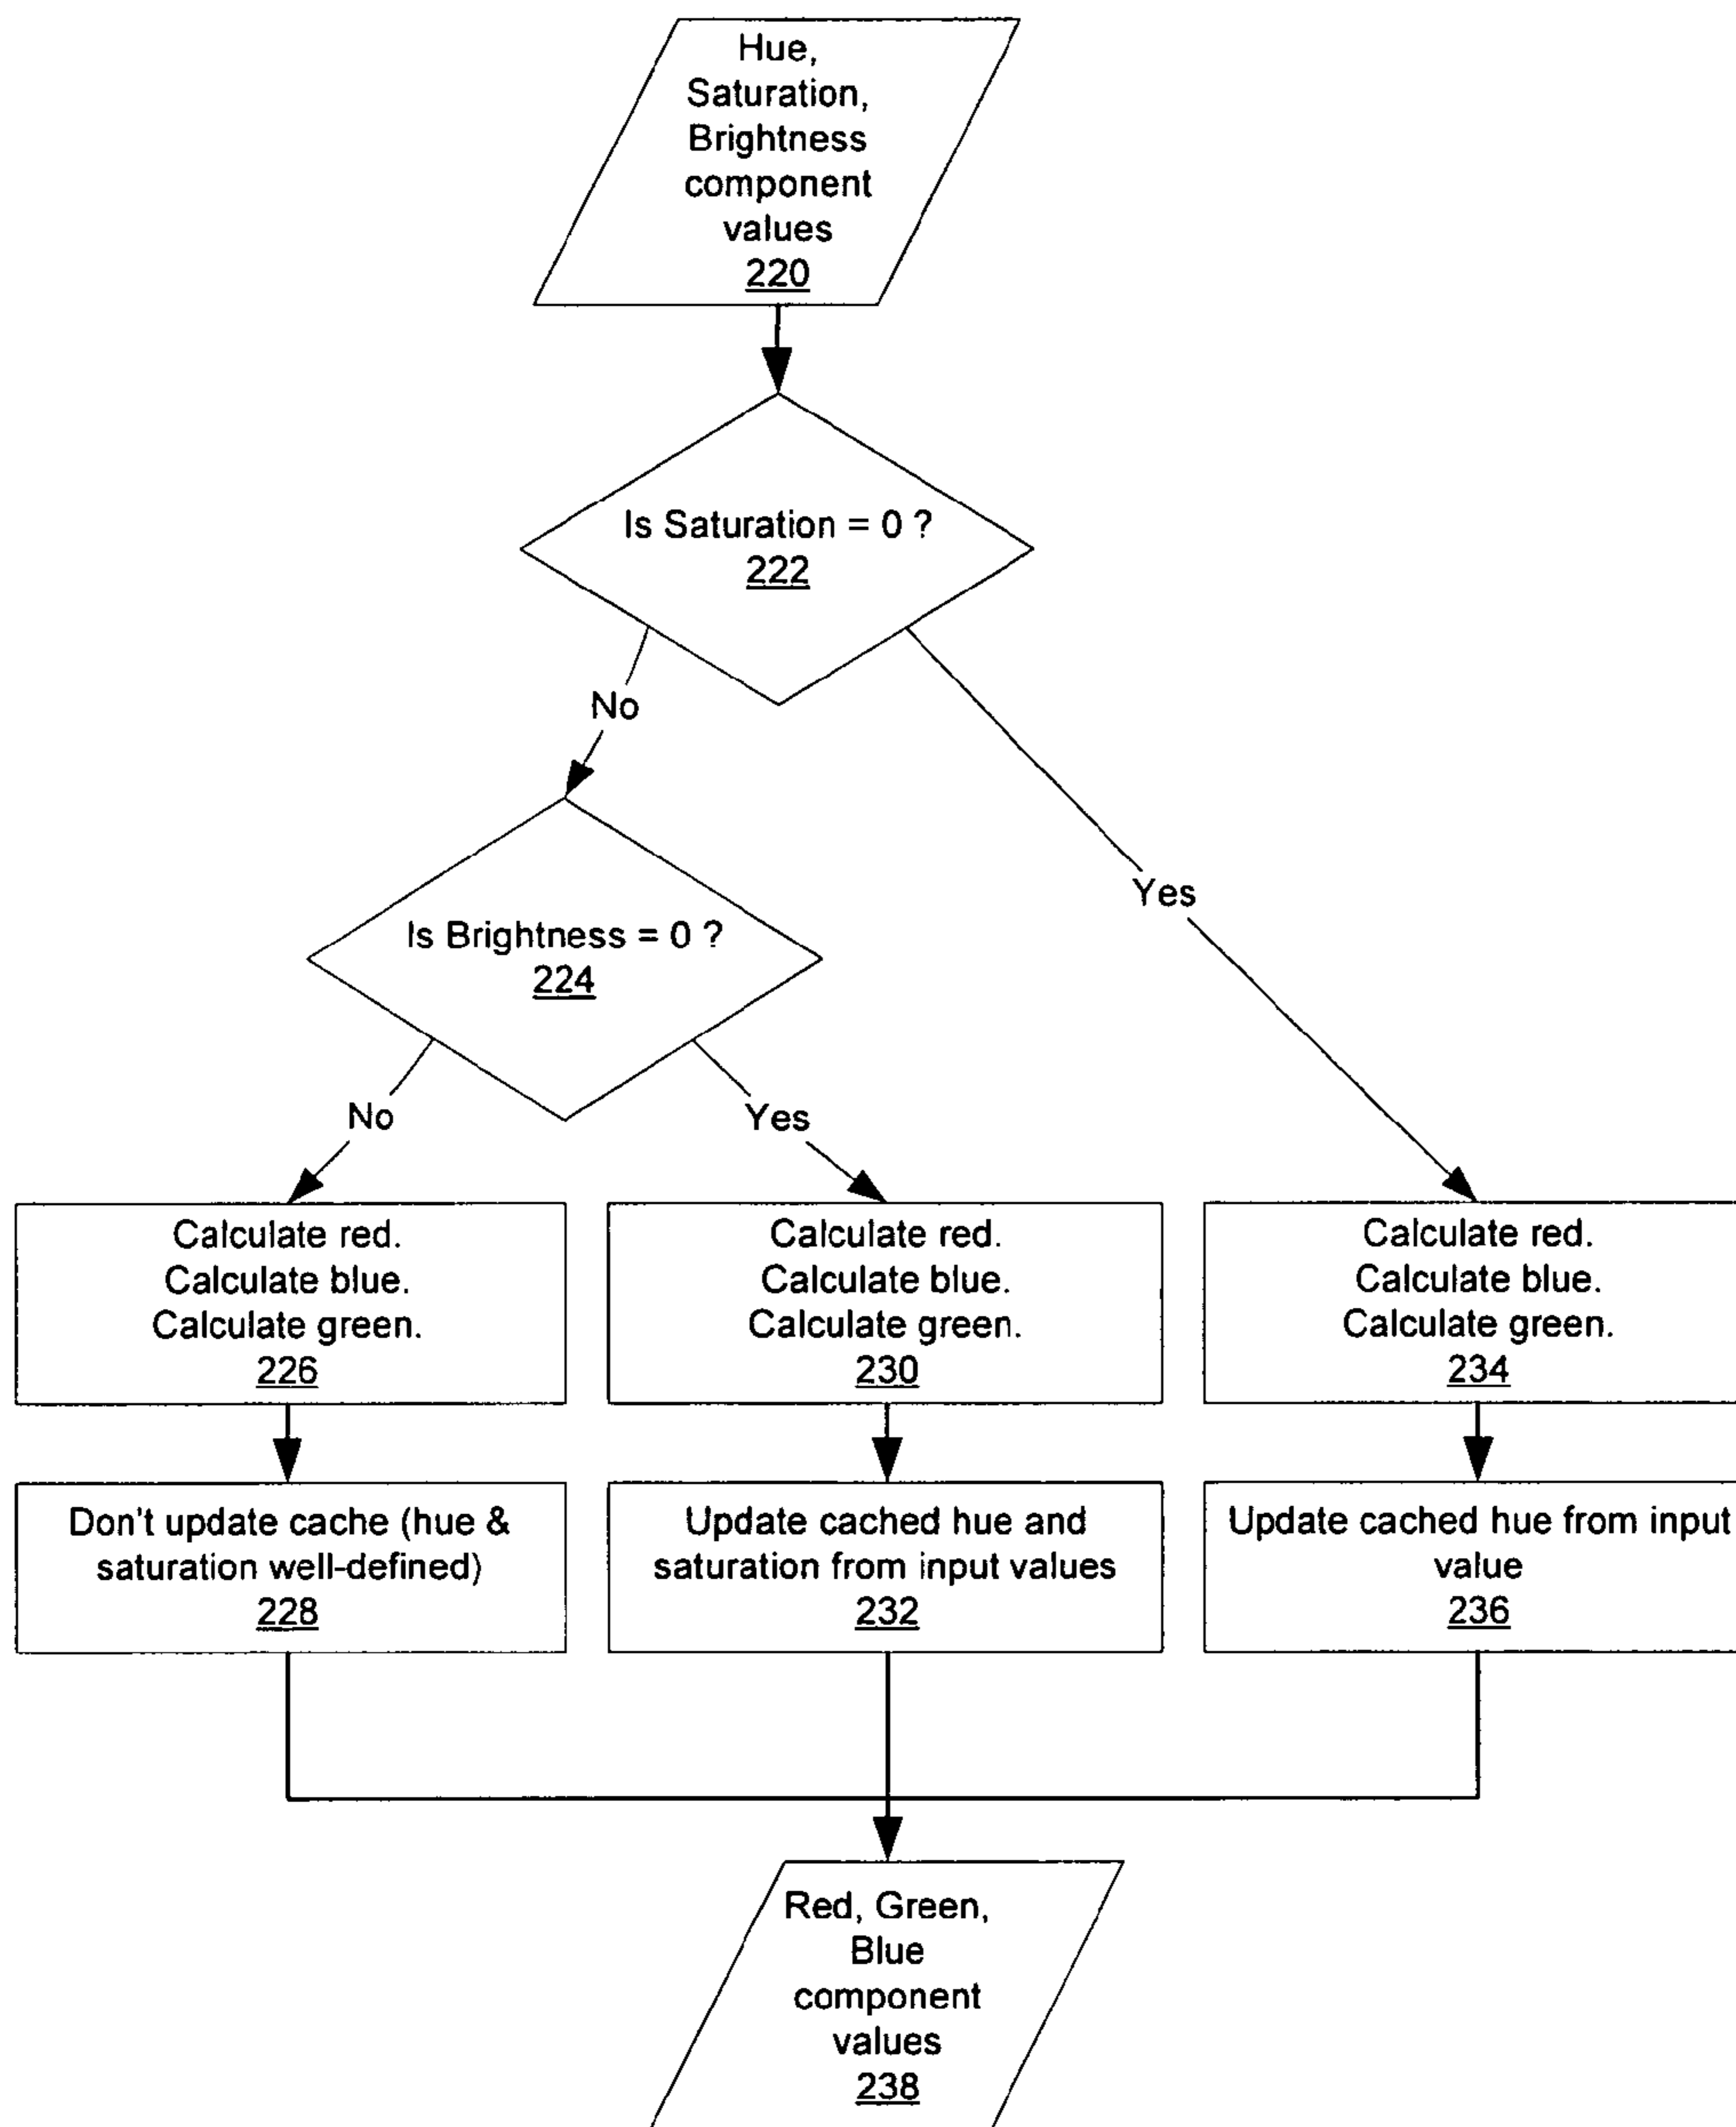 Hue,
Saturation,
Brightness
component
values
220
Is Saturation = 0 ?
222
No
Yes
Is Brightness = 0 ?
224
No
Yes
Calculate red.
Calculate blue.
Calculate green.
226
Calculate red.
Calculate blue.
Calculate green.
230
Calculate red.
Calculate blue.
Calculate green.
234
Don't update cache (hue &
saturation well-defined)
228
Update cached hue and
saturation from input values
232
Update cached hue from input
value
236
Red, Green,
Blue
component
values
238